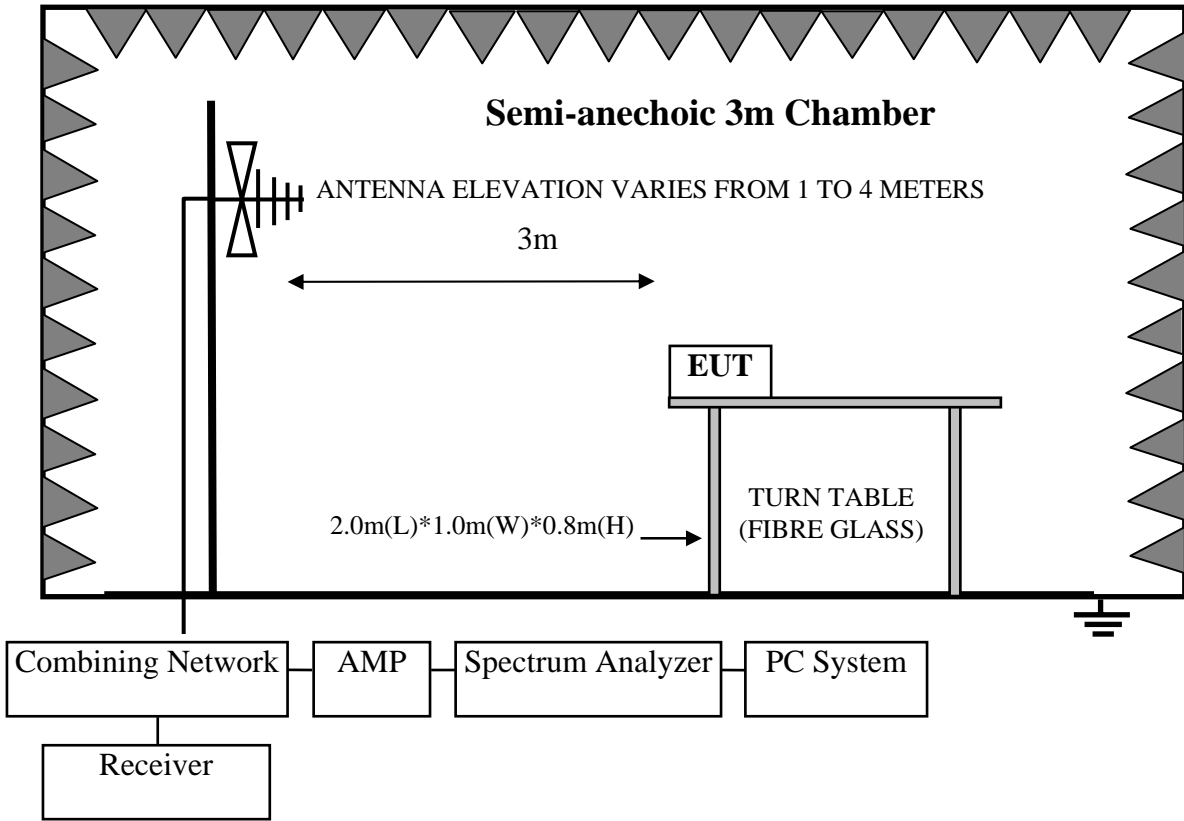 Semi-anechoic 3m Chamber
ANTENNA ELEVATION VARIES FROM 1 TO 4 METERS
3m
EUT
TURN TABLE
(FIBRE GLASS)
2.0m(L)*1.0m(W)*0.8m(H)
Combining Network
AMP
Spectrum Analyzer
PC System
Receiver